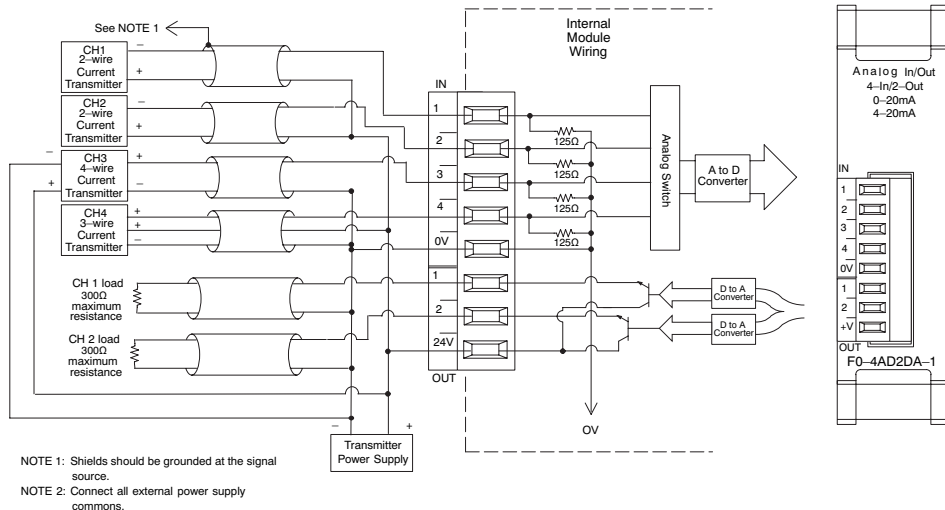 See NOTE 1
CH1
2–wire
Current
Transmitter
–
+
CH2
2–wire
Current
Transmitter
–
+
–
+
CH3
4–wire
Current
Transmitter
+
–
CH4
3–wire
Current
Transmitter
+
+
–
CH 1 load
300Ω
maximum
resistance
CH 2 load
300Ω
maximum
resistance
–
+
Transmitter
Power Supply
NOTE 1: Shields should be grounded at the signal
source.
NOTE 2: Connect all external power supply
commons.
IN
1
2
3
4
0V
1
2
24V
OUT
Internal
Module
Wiring
125Ω
125Ω
125Ω
125Ω
Analog Switch
A to D
Converter
D to A
Converter
D to A
Converter
OV
Analog In/Out
4–In/2–Out
0–20mA
4–20mA
IN
1
2
3
4
0V
1
2
+V
OUT
F0–4AD2DA–1